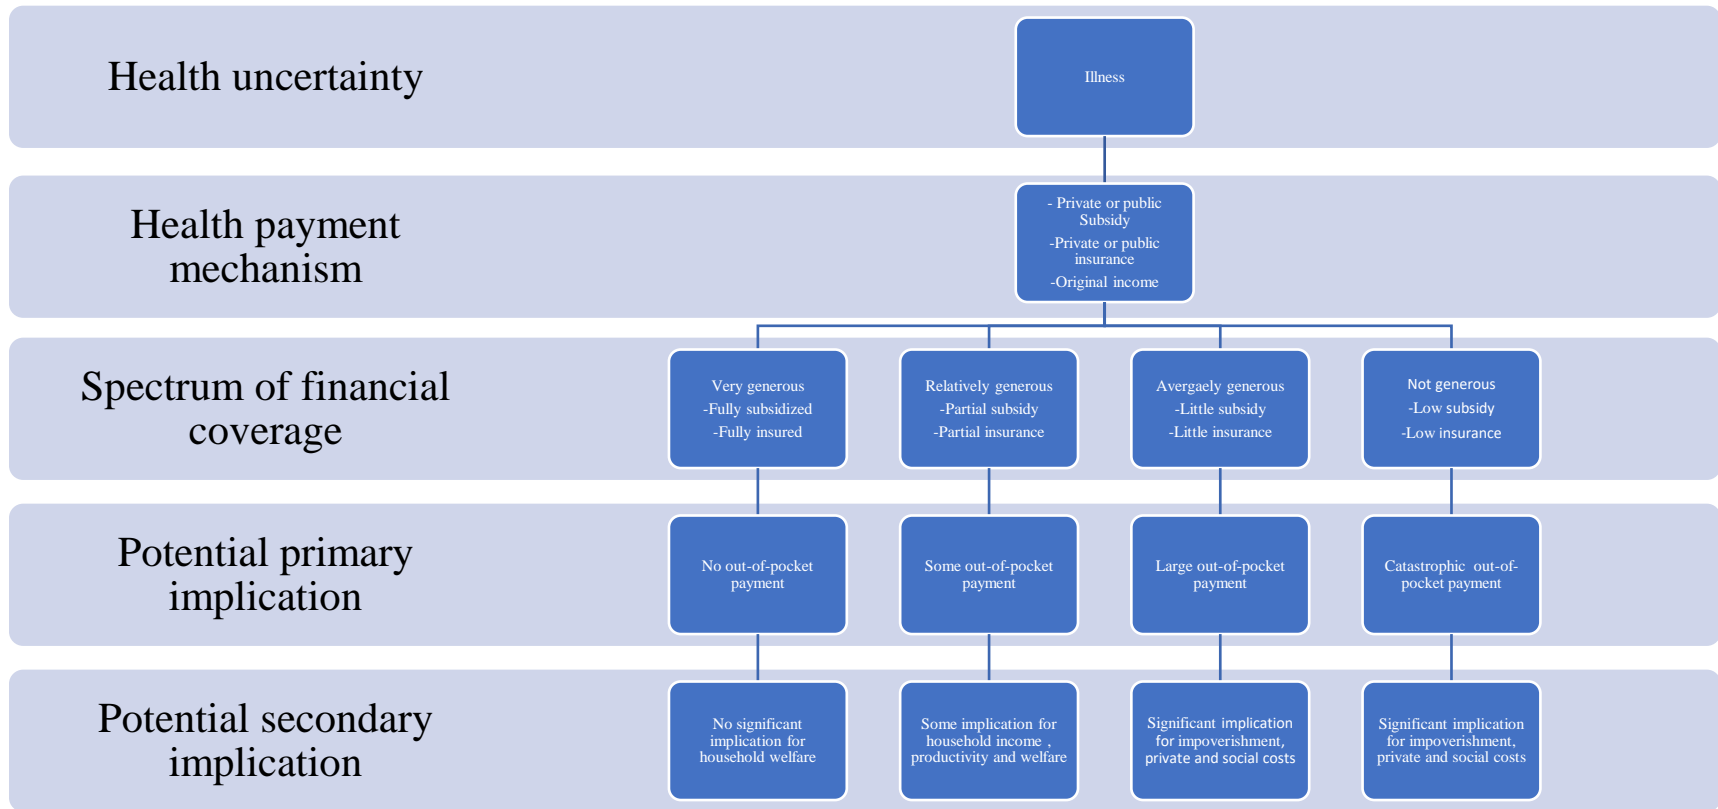 Health uncertainty
Illness
Health payment
mechanism
- Private or public
Subsidy
-Private or public
insurance
-Original income
Spectrum of financial
coverage
Very generous
-Fully subsidized
-Fully insured
Relatively generous
-Partial subsidy
-Partial insurance
Avergaely generous
-Little subsidy
-Little insurance
Not generous
-Low subsidy
-Low insurance
Potential primary
implication
No out-of-pocket
payment
Some out-of-pocket
payment
Large out-of-pocket
payment
Catastrophic out-of-
pocket payment
Potential secondary
implication
No significant
implication for
household welfare
Some implication for
household income ,
productivity and welfare
Significant implication
for impoverishment,
private and social costs
Significant implication
for impoverishment,
private and social costs